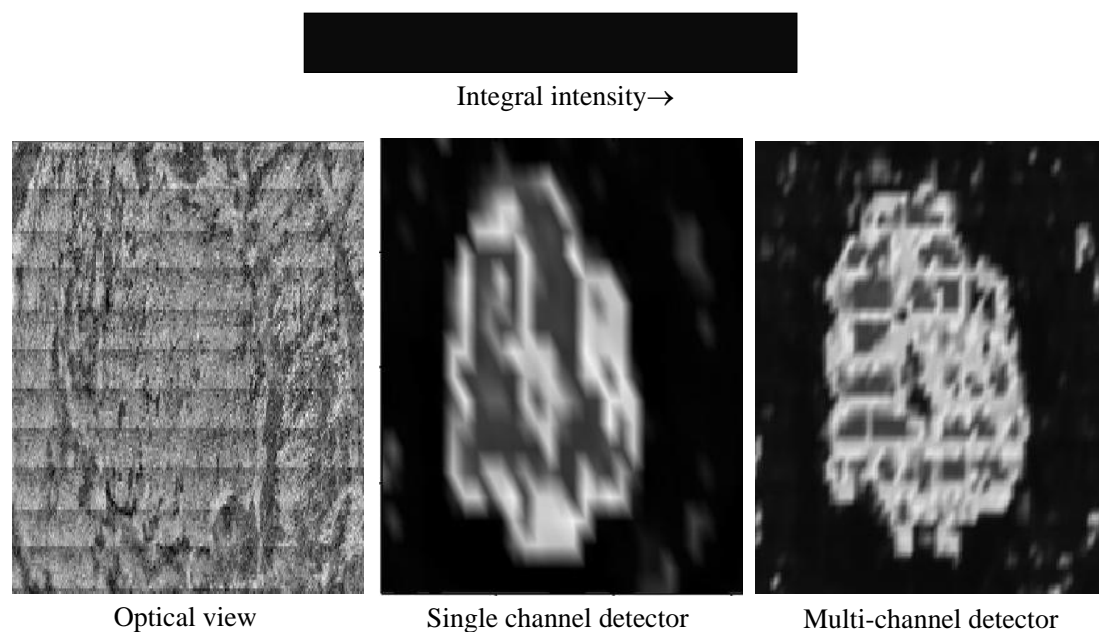 Integral intensity→
Optical view
Single channel detector
Multi-channel detector